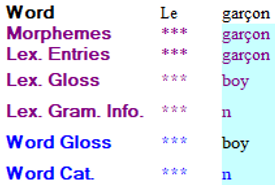 Word Le garçon
Morphemes *** garçon
Lex. Entries *** garçon
Lex. Gloss *** boy
Lex. Gram. Info. *** n
Word Gloss *** boy
Word Cat. *** n